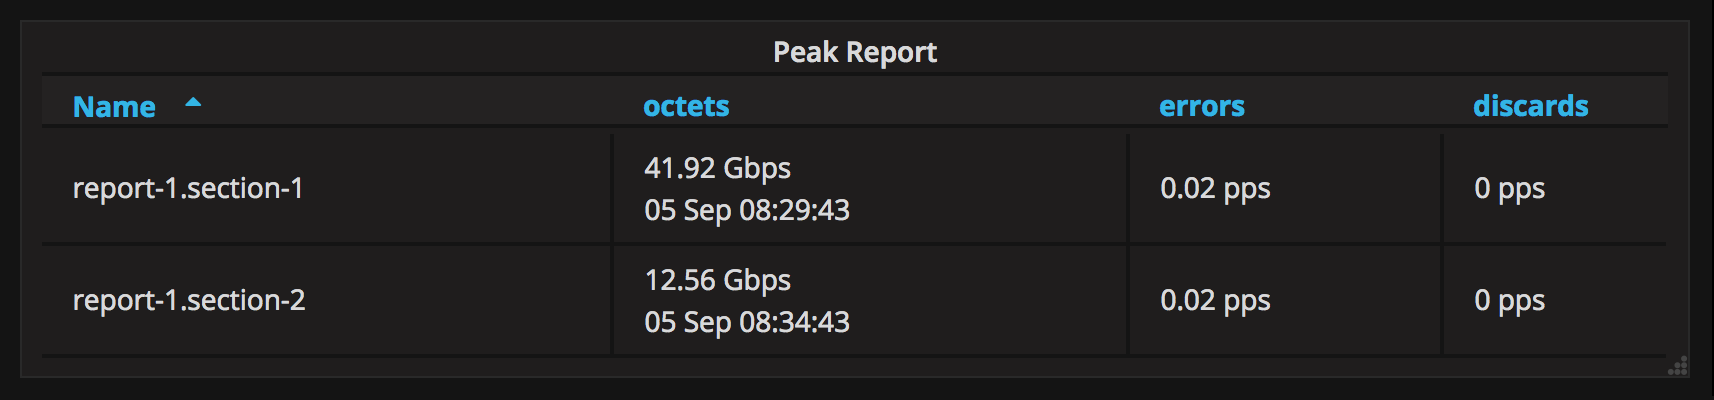 Peak Report
Name octets errors discards
report-1.section-1 41.92 Gbps 0.02 pps 0 pps
05 Sep 08:29:43
report-1.section-2 12.56 Gbps 0.02 pps 0 pps
05 Sep 08:34:43